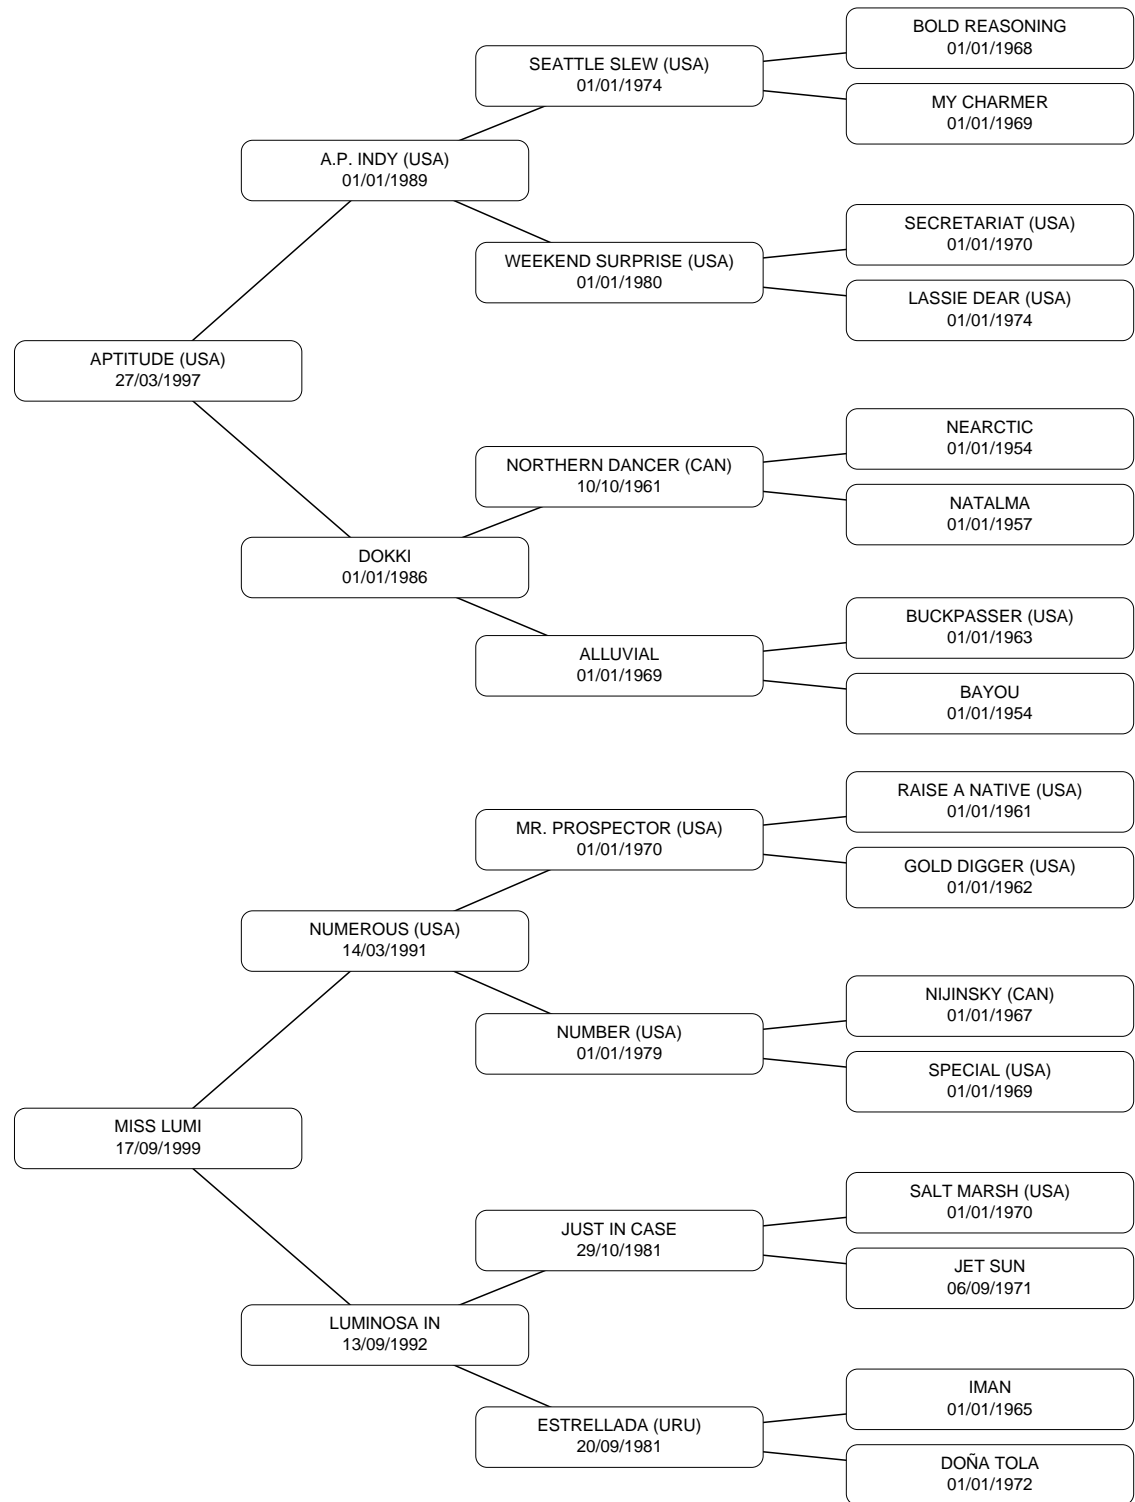 BOLD REASONING
01/01/1968
SEATTLE SLEW (USA)
01/01/1974
MY CHARMER
01/01/1969
A.P. INDY (USA)
01/01/1989
SECRETARIAT (USA)
01/01/1970
WEEKEND SURPRISE (USA)
01/01/1980
LASSIE DEAR (USA)
01/01/1974
APTITUDE (USA)
27/03/1997
NEARCTIC
01/01/1954
NORTHERN DANCER (CAN)
10/10/1961
NATALMA
01/01/1957
DOKKI
01/01/1986
BUCKPASSER (USA)
01/01/1963
ALLUVIAL
01/01/1969
BAYOU
01/01/1954
RAISE A NATIVE (USA)
01/01/1961
MR. PROSPECTOR (USA)
01/01/1970
GOLD DIGGER (USA)
01/01/1962
NUMEROUS (USA)
14/03/1991
NIJINSKY (CAN)
01/01/1967
NUMBER (USA)
01/01/1979
SPECIAL (USA)
01/01/1969
MISS LUMI
17/09/1999
SALT MARSH (USA)
01/01/1970
JUST IN CASE
29/10/1981
JET SUN
06/09/1971
LUMINOSA IN
13/09/1992
IMAN
01/01/1965
ESTRELLADA (URU)
20/09/1981
DOÑA TOLA
01/01/1972